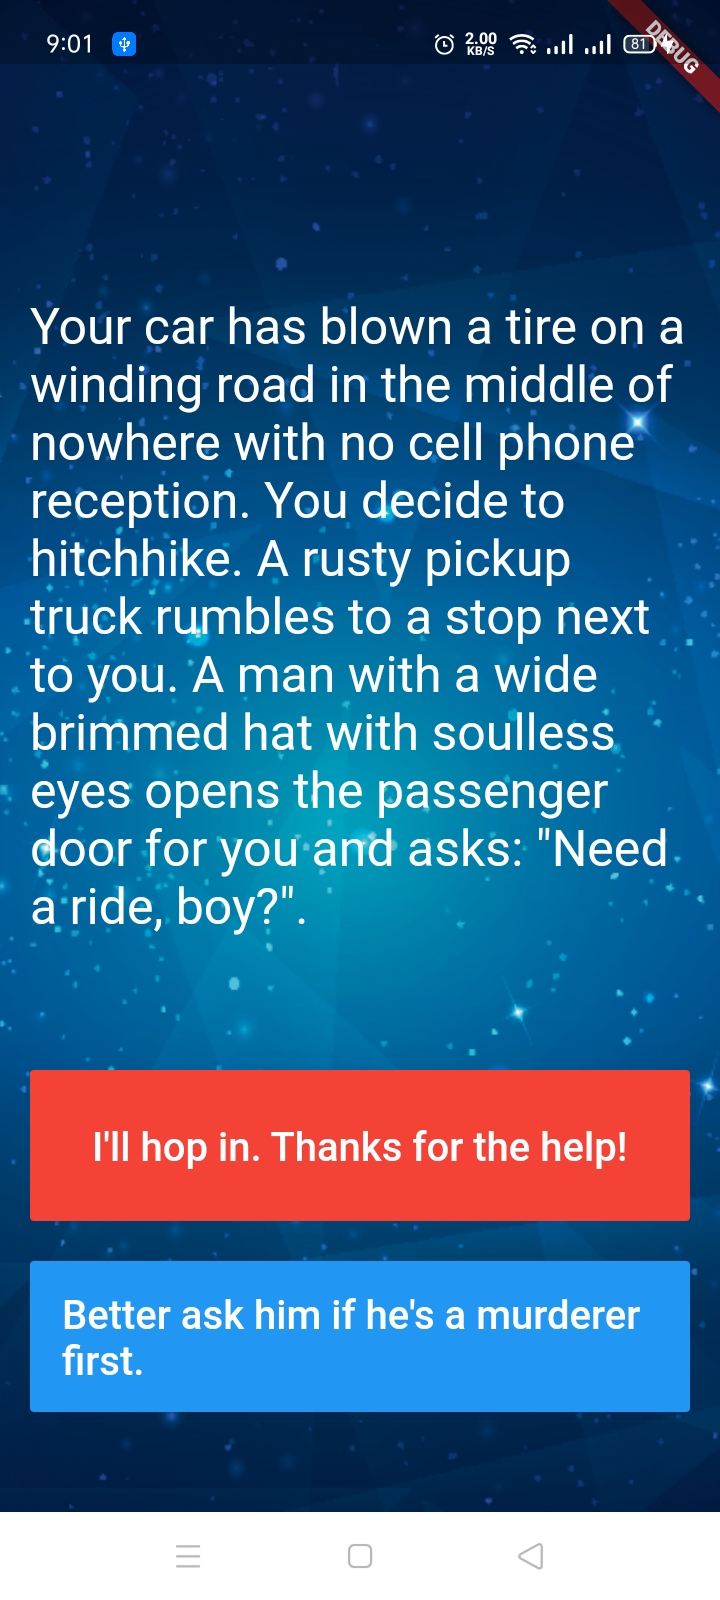 9:01
2.00
KB/S
81
DEBUG
Your car has blown a tire on a
winding road in the middle of
nowhere with no cell phone
reception. You decide to
hitchhike. A rusty pickup
truck rumbles to a stop next
to you. A man with a wide
brimmed hat with soulless
eyes opens the passenger
door for you and asks: "Need
a ride, boy?".
I'll hop in. Thanks for the help!
Better ask him if he's a murderer
first.